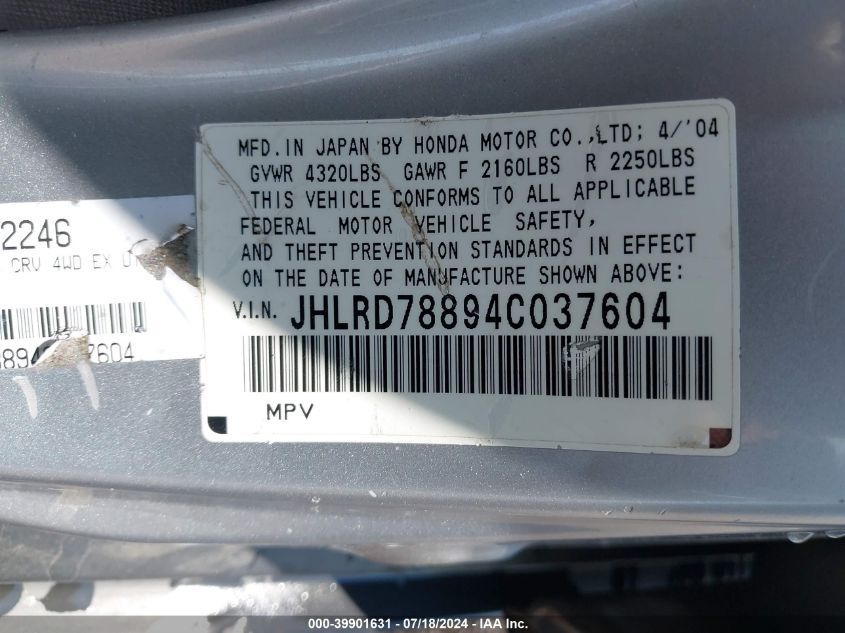 MFD.IN JAPAN BY HONDA MOTOR CO.,LTD; 4/'04
GVWR 4320LBS GAWR F 2160LBS R 2250LBS
THIS VEHICLE CONFORMS TO ALL APPLICABLE
FEDERAL MOTOR VEHICLE SAFETY,
AND THEFT PREVENTION STANDARDS IN EFFECT
ON THE DATE OF MANUFACTURE SHOWN ABOVE:
V.I.N. JHLRD78894C037604
MPV
2246
CRV 4WD EX
7604
000-39901631 - 07/18/2024 - IAA Inc.